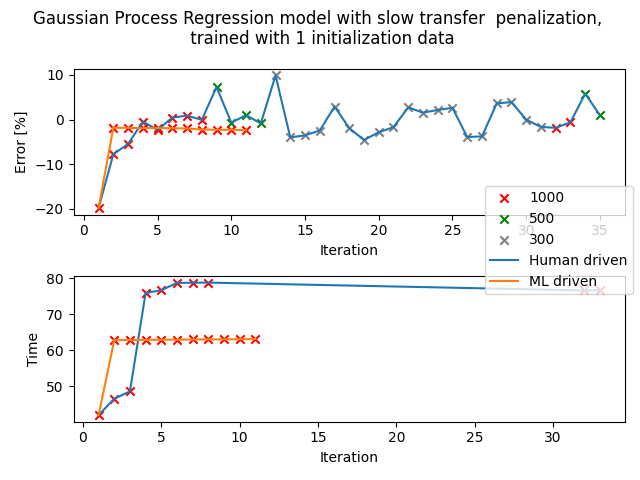 Gaussian Process Regression model with slow transfer  penalization,
trained with 1 initialization data
10
0
−10
−20
Error [%]
0 5 10 15 20 25 30 35
Iteration
1000
500
300
Human driven
ML driven
80
70
60
50
Time
0 5 10 15 20 25 30
Iteration